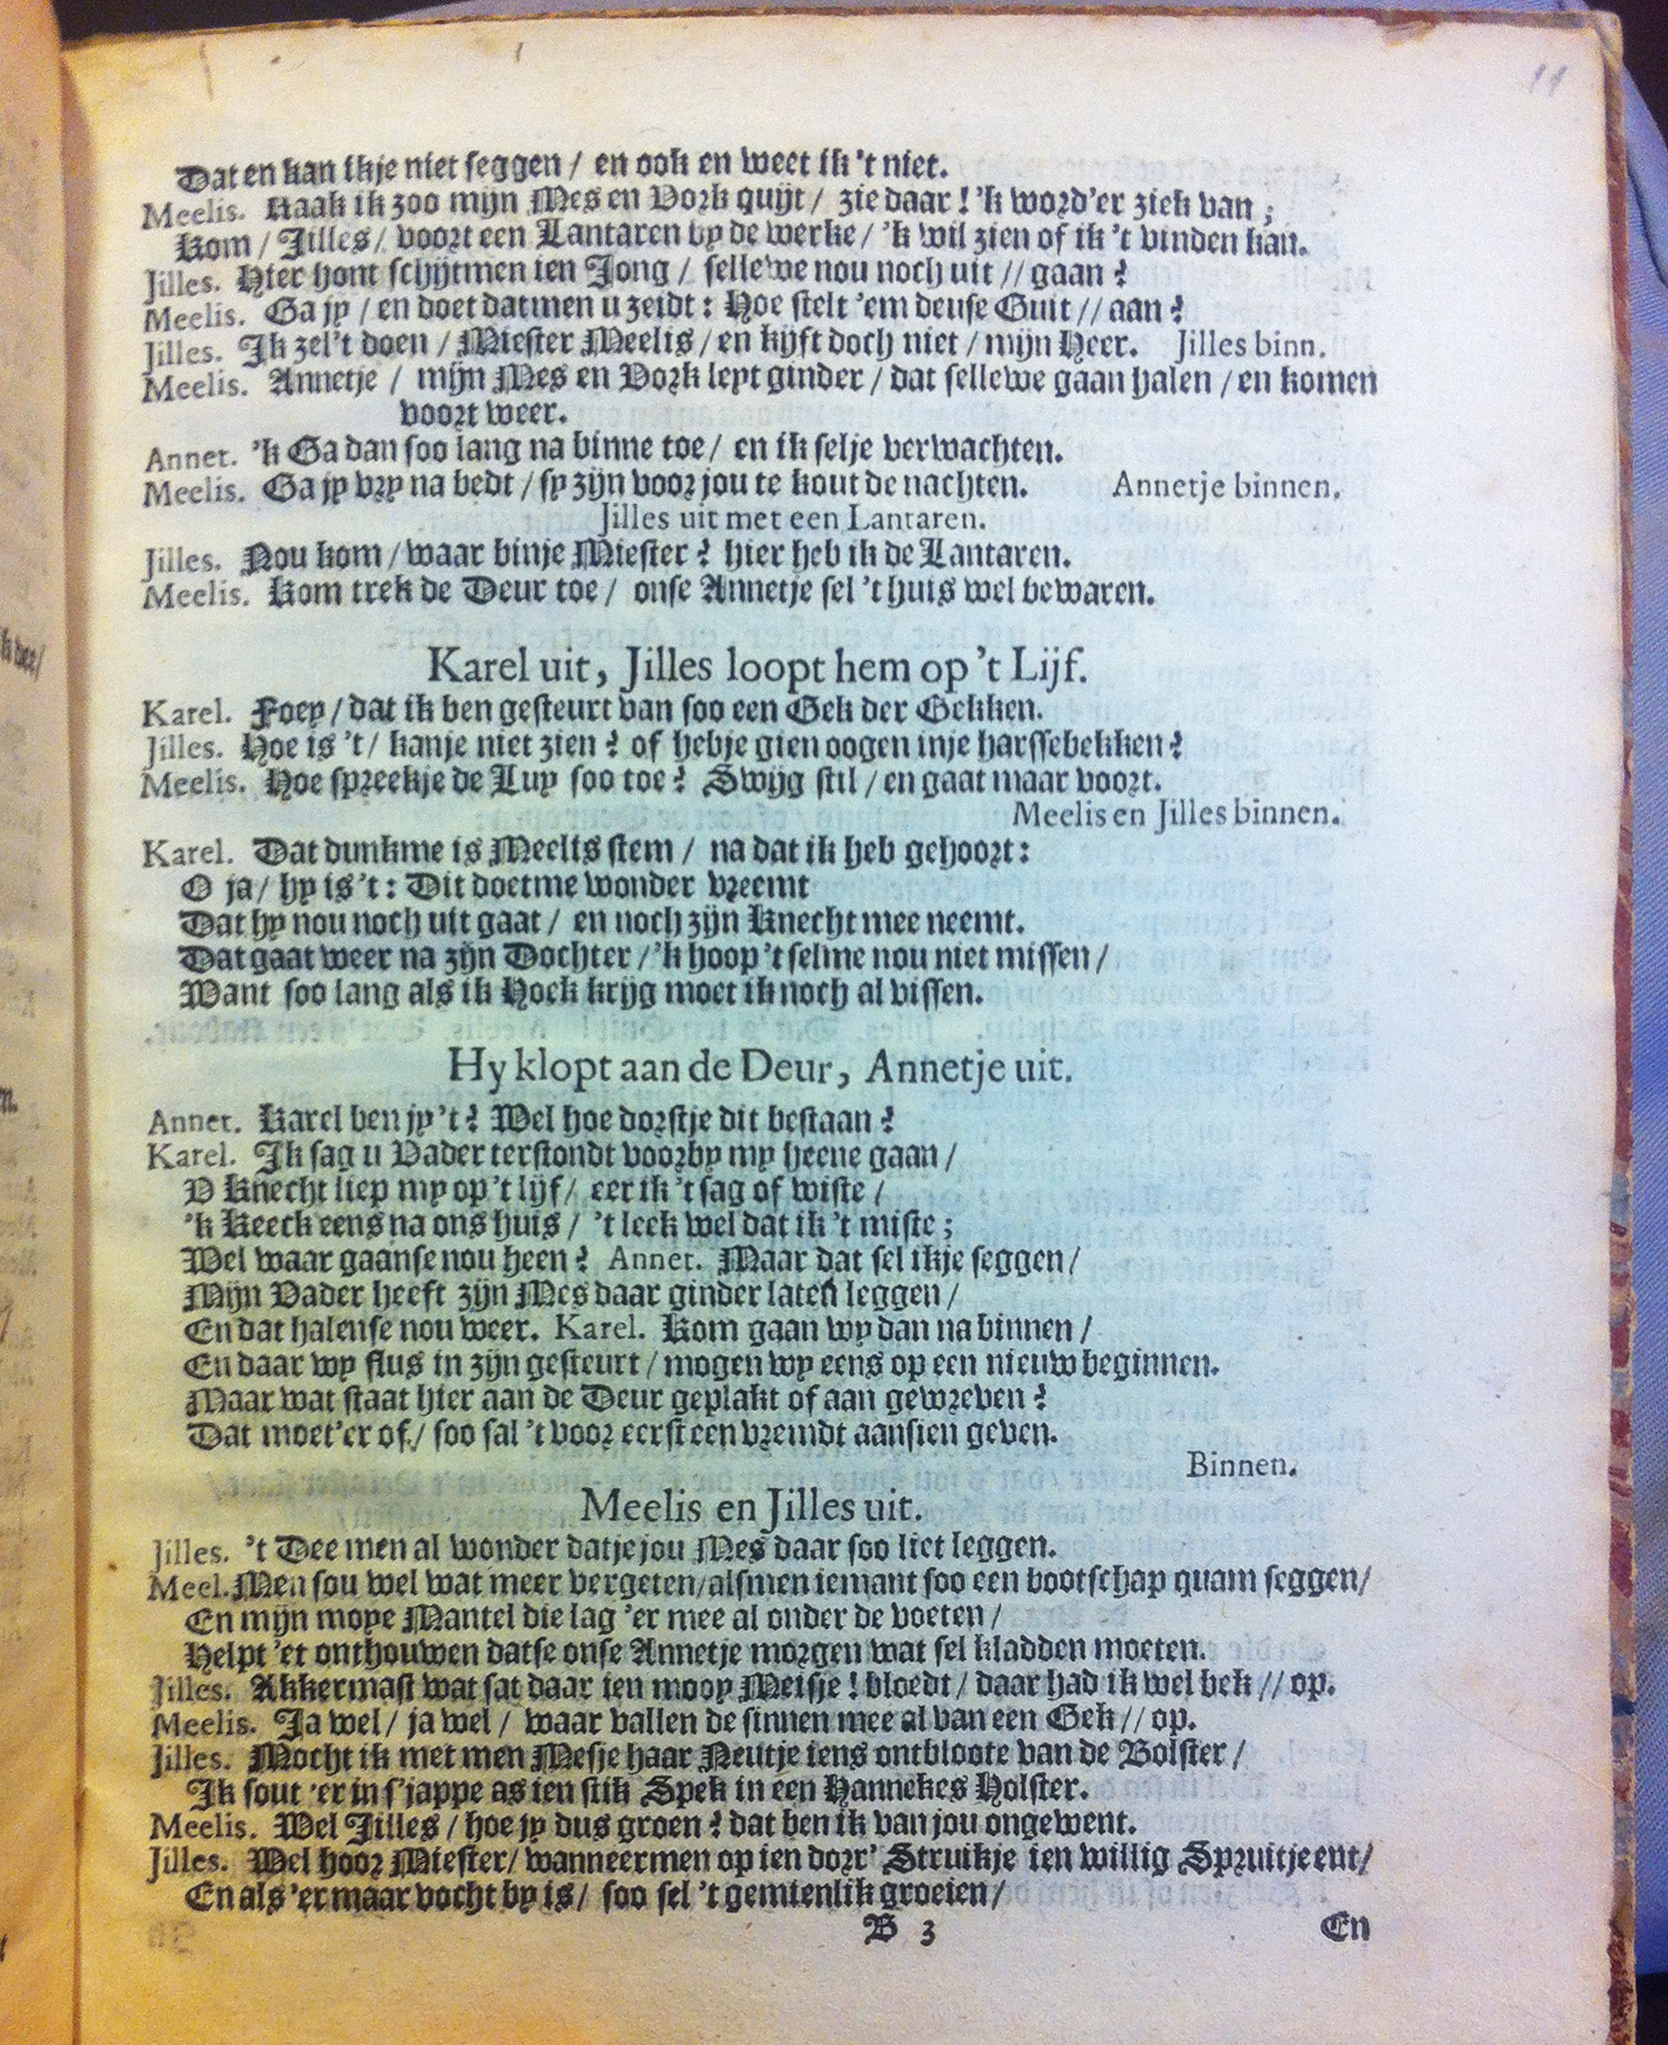 11
Dat en kan ikje niet seggen / en ook en weet ik 't niet.
Meelis. Raak ik zoo mijn Mes en Vork quijt / zie daar! 'k word'er ziek van ;
Kom / Jilles / voort een Lantaren by de werke / 'k wil zien of ik 't vinden kan.
Jilles. Hier hont schijtmen ien Jong / sellewe nou noch uit // gaan?
Meelis. Ga jy / en doet datmen u zeidt: Hoe stelt 'em deuse Guit // aan?
Jilles. Ik zel't doen / Miester Meelis / en kijft doch niet / mijn Heer. Jilles binn.
Meelis. Annetje / mijn Mes en Vork leyt ginder / dat sellewe gaan halen / en komen
voort weer.
Annet. 'k Ga dan soo lang na binne toe / en ik selje verwachten.
Meelis. Ga jy vry na bedt / sy zijn voor jou te kout de nachten. Annetje binnen.
Jilles uit met een Lantaren.
Jilles. Nou kom / waar binje Miester? hier heb ik de Lantaren.
Meelis. Kom trek de Deur toe / onse Annetje sel 't huis wel bewaren.
Karel uit, Jilles loopt hem op 't Lijf.
Karel. Foey / dat ik ben gesteurt van soo een Gek der Gekken.
Jilles. Hoe is 't / kanje niet zien? of hebje gien oogen inje harssebekken?
Meelis. Hoe spreekje de Luy soo toe? Swijg stil / en gaat maar voort.
Meelis en Jilles binnen.
Karel. Dat dunkme is Meelis stem / na dat ik heb gehoort:
O ja / hy is 't: Dit doetme wonder vreemt
Dat hy nou noch uit gaat / en noch zijn Knecht mee neemt.
Dat gaat weer na zijn Dochter / 'k hoop 't selme nou niet missen /
Want soo lang als ik Hoek krijg moet ik noch al vissen.
Hy klopt aan de Deur, Annetje uit.
Annet. Karel ben jy 't? Wel hoe dorstje dit bestaan?
Karel. Ik sag u Vader terstondt voorby my heene gaan /
D Knecht liep my op 't lijf / eer ik 't sag of wiste /
'k Keeck eens na ons huis / 't leek wel dat ik 't miste;
Wel waar gaanse nou heen? Annet. Maar dat sel ikje seggen /
Mijn Vader heeft zijn Mes daar ginder laten leggen /
En dat halense nou weer. Karel. Kom gaan wy dan na binnen /
En daar wy flus in zijn gesteurt / mogen wy eens op een nieuw beginnen.
Maar wat staat hier aan de Deur geplakt of aan gewreven?
Dat moet'er of / soo sal 't voor eerst een vremdt aansien geven.
Binnen.
Meelis en Jilles uit.
Jilles. 't Dee men al wonder datje jou Mes daar soo liet leggen.
Meel. Men sou wel wat meer vergeten / alsmen iemant soo een bootschap quam seggen /
En mijn moye Mantel die lag 'er mee al onder de voeten /
Helpt 'et onthouwen datse onse Annetje morgen wat sel kladden moeten.
Jilles. Akkermast wat sat daar ien mooy Meisje! bloedt / daar had ik wel bek // op.
Meelis. Ja wel / ja wel / waar vallen de sinnen mee al van een Gek // op.
Jilles. Mocht ik met men Mesje haar Neutje iens ontbloote van de Bolster /
Ik sout 'er in s'jappe as ien stik Spek in een Hannekes Holster.
Meelis. Wel Jilles / hoe jy dus groen? dat ben ik van jou ongewent.
Jilles. Wel hoor Miester / wanneermen op ien dorr' Struikje ien willig Spruitje ent /
En als 'er maar vocht by is / soo sel 't gemienlik groeien /
B 3 En